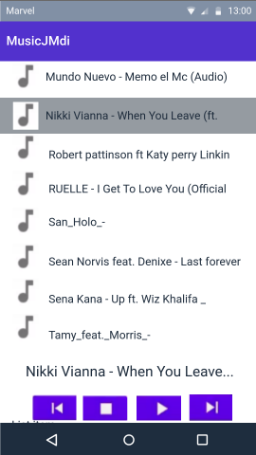 Marvel 13:00
MusicJMdi
Mundo Nuevo - Memo el Mc (Audio)
Nikki Vianna - When You Leave (ft.
Robert pattinson ft Katy perry Linkin
RUELLE - I Get To Love You (Official
San_Holo_-
Sean Norvis feat. Denixe - Last forever
Sena Kana - Up ft. Wiz Khalifa _
Tamy_feat._Morris_-
Nikki Vianna - When You Leave...